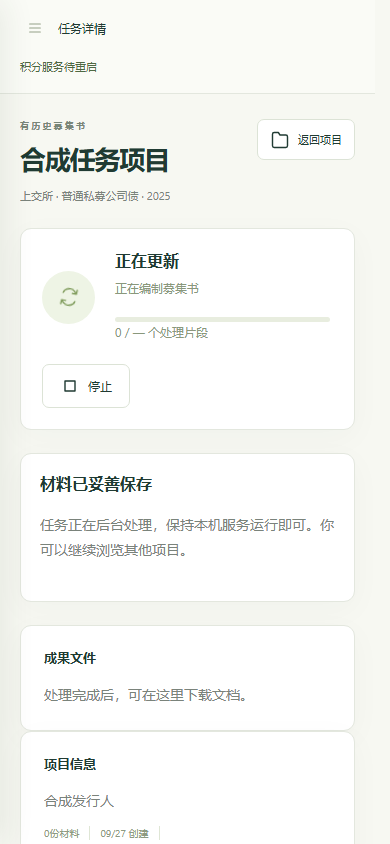 任务详情
积分服务待重启
有历史募集书
合成任务项目
返回项目
上交所 · 普通私募公司债 · 2025
正在更新
正在编制募集书
0 / — 个处理片段
停止
材料已妥善保存
任务正在后台处理，保持本机服务运行即可。你
可以继续浏览其他项目。
成果文件
处理完成后，可在这里下载文档。
项目信息
合成发行人
0份材料
09/27 创建